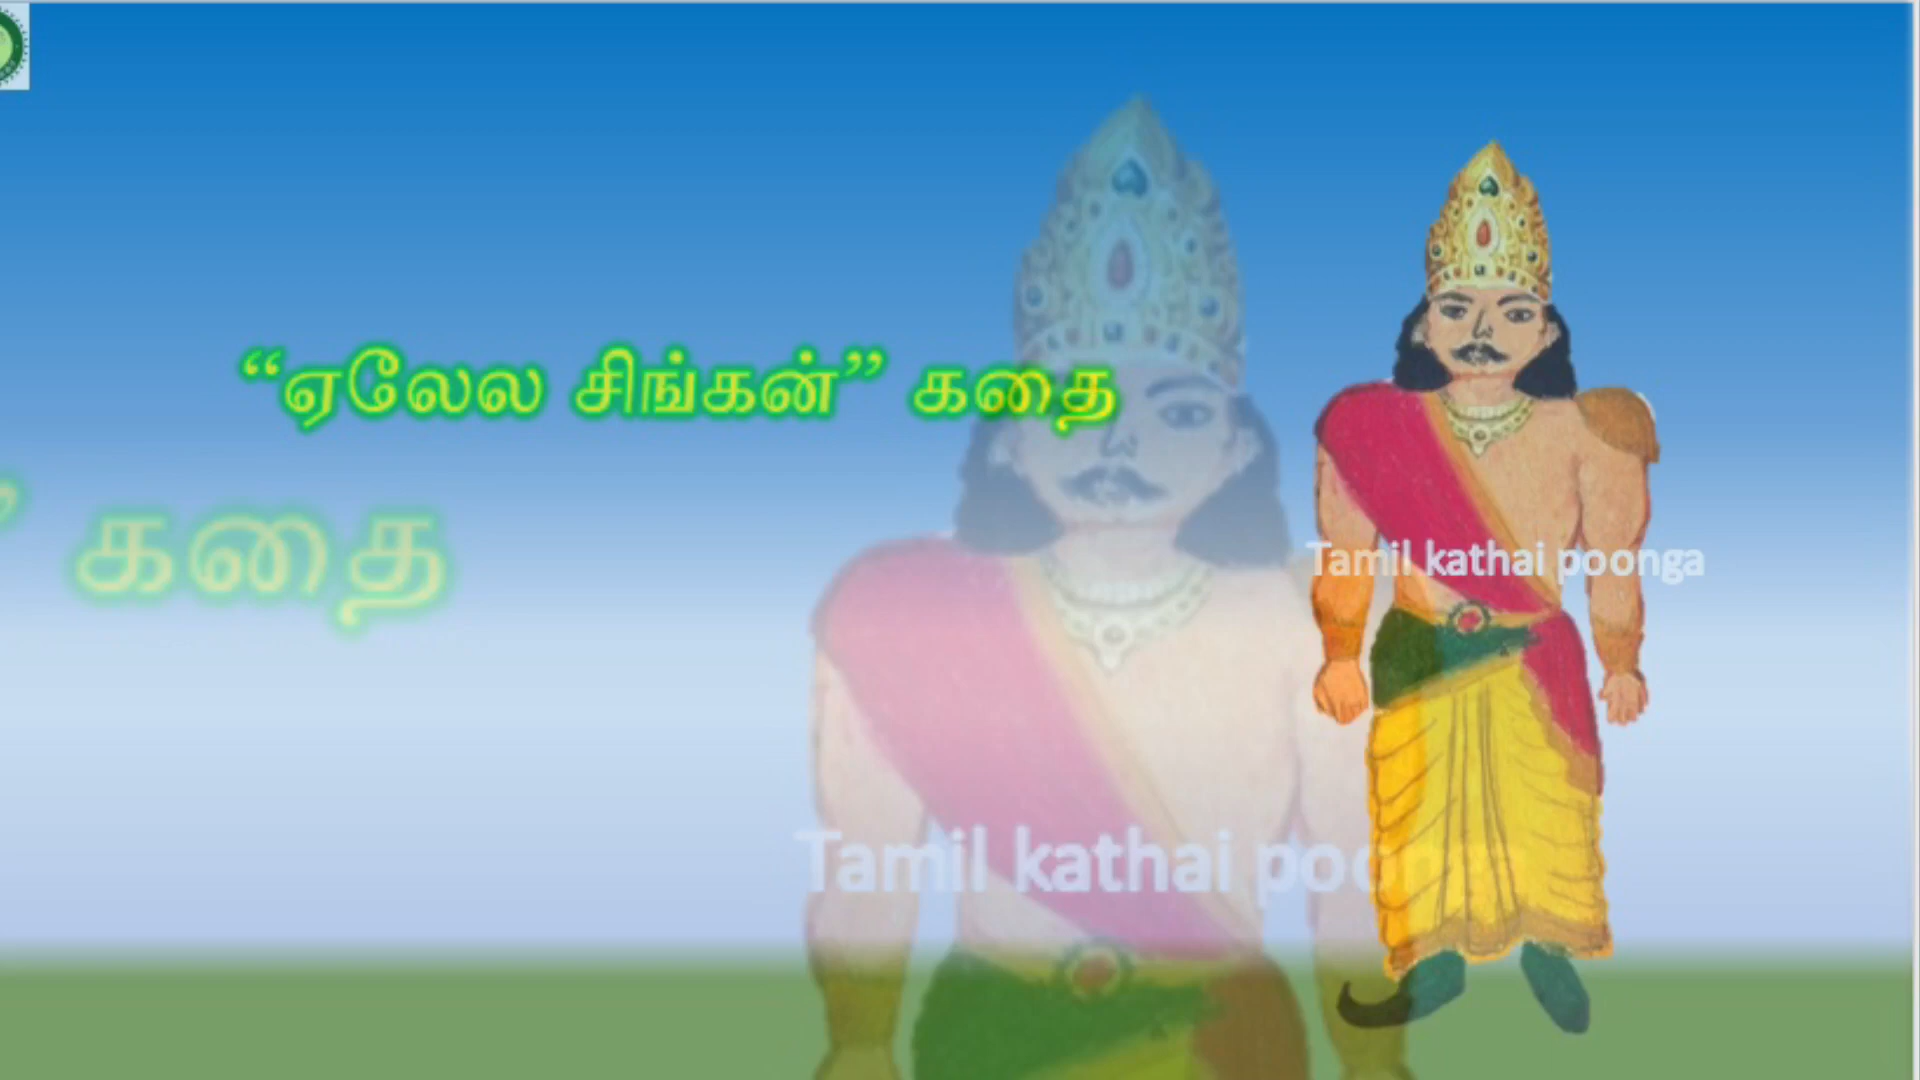 “ஏலேல சிங்கன்” கதை
” கதை
Tamil kathai poonga
Tamil kathai